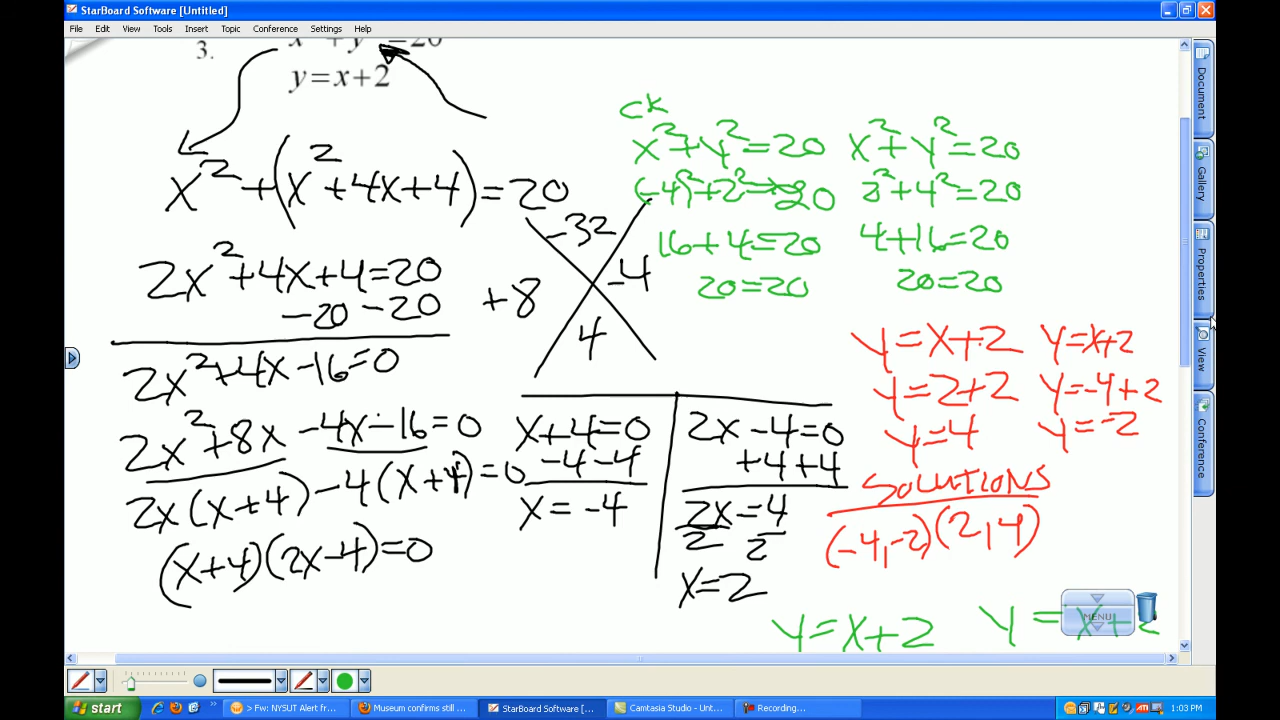 StarBoard Software [Untitled]
File Edit View Tools Insert Topic Conference Settings Help
3. x²+y²=20
y=x+2
x²+(x²+4x+4)=20
2x²+4x+4=20
-20 -20
2x²+4x-16=0
2x²+8x-4x-16=0
2x(x+4)-4(x+4)=0
(x+4)(2x-4)=0
-32
+8 -4
4
x+4=0
-4 -4
x=-4
2x-4=0
+4 +4
2x=4
2 2
x=2
ck
x²+y²=20
(-4)²+2²=20
16+4=20
20=20
x²+y²=20
2²+4²=20
4+16=20
20=20
y=x+2
y=2+2
y=4
y=x+2
y=-4+2
y=-2
SOLUTIONS
(-4,-2)(2,4)
y=x+2 y=x+2
MENU
Document
Gallery
Properties
View
Conference
start
> Fw: NYSUT Alert fr...
Museum confirms still ...
StarBoard Software [...
Camtasia Studio - Unt...
Recording...
1:03 PM